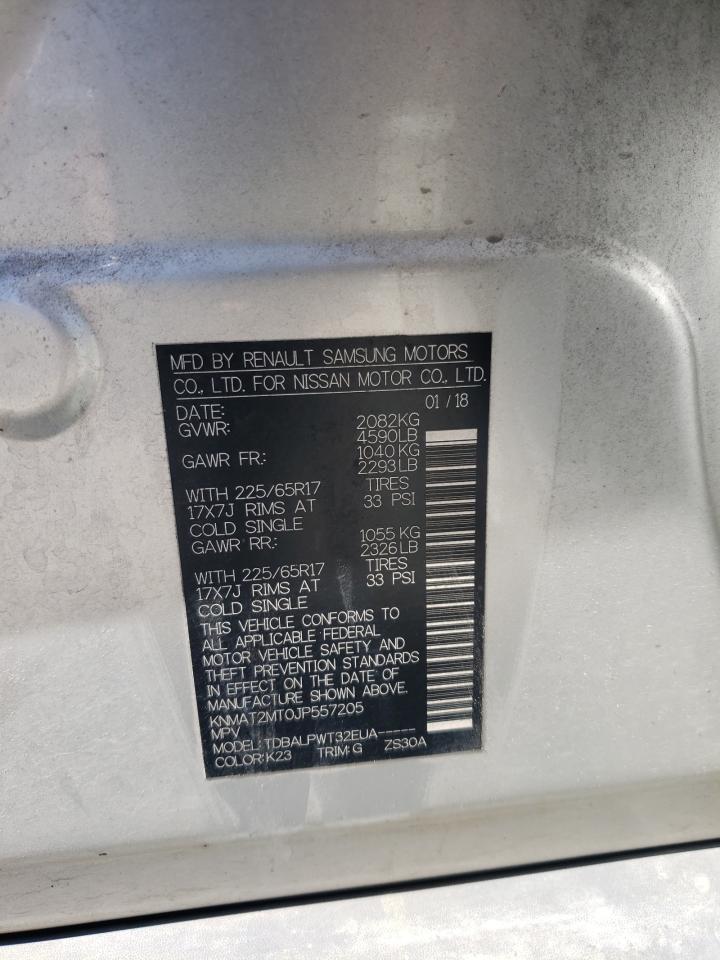 MFD BY RENAULT SAMSUNG MOTORS
CO., LTD. FOR NISSAN MOTOR CO., LTD.
DATE: 01 / 18
GVWR: 2082KG
4590LB
GAWR FR.: 1040KG
2293LB
WITH 225/65R17 TIRES
17X7J RIMS AT 33 PSI
COLD SINGLE
GAWR RR.: 1055 KG
2326LB
WITH 225/65R17 TIRES
17X7J RIMS AT 33 PSI
COLD SINGLE
THIS VEHICLE CONFORMS TO
ALL APPLICABLE FEDERAL
MOTOR VEHICLE SAFETY AND
THEFT PREVENTION STANDARDS
IN EFFECT ON THE DATE OF
MANUFACTURE SHOWN ABOVE.
KNMAT2MT0JP557205
MPV
MODEL: TDBALPWT32EUA-----
COLOR:K23 TRIM:G ZS30A